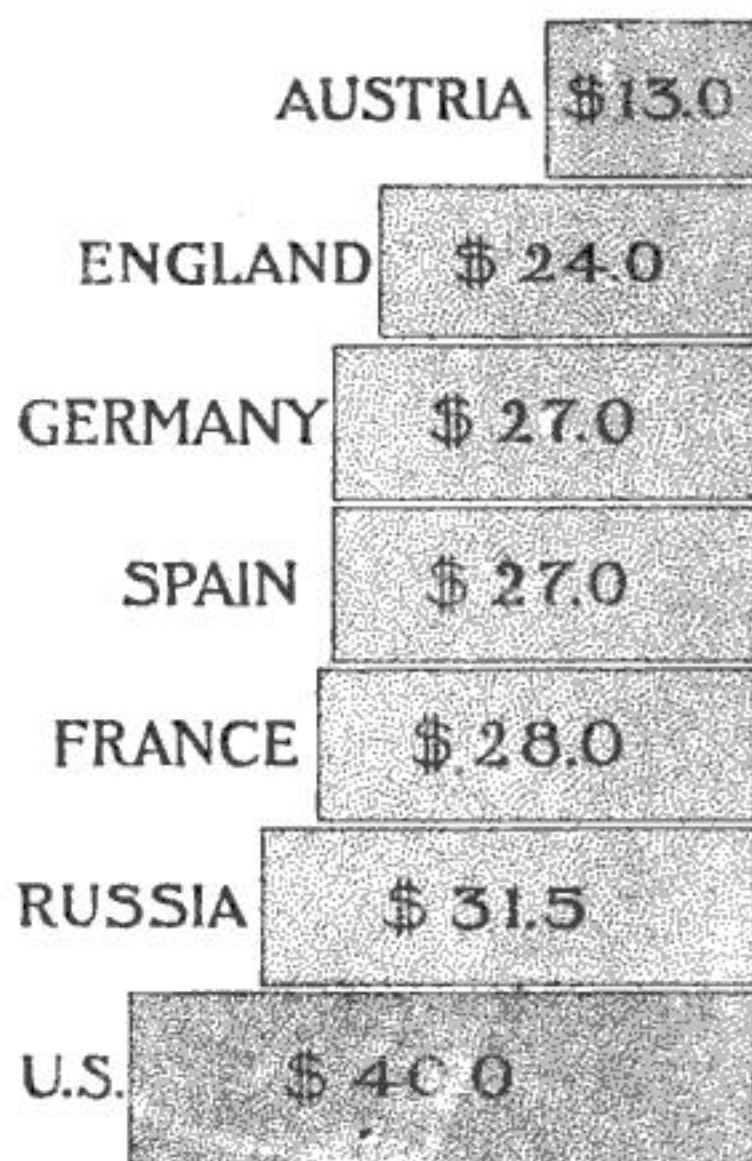 AUSTRIA $13.0
ENGLAND $ 24.0
GERMANY $ 27.0
SPAIN $ 27.0
FRANCE $ 28.0
RUSSIA $ 31.5
U.S. $ 40.0